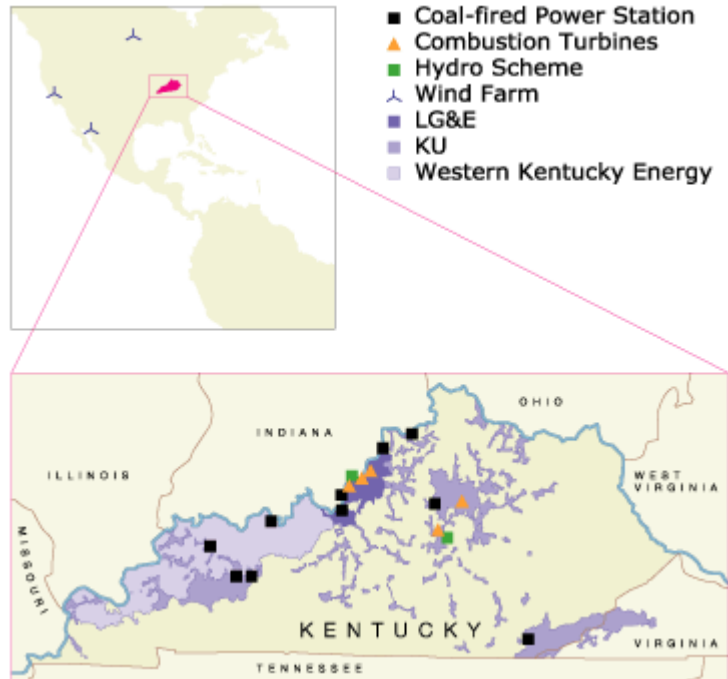 Coal-fired Power Station
Combustion Turbines
Hydro Scheme
Wind Farm
LG&E
KU
Western Kentucky Energy
OHIO
INDIANA
ILLINOIS
WEST
VIRGINIA
MISSOURI
KENTUCKY
VIRGINIA
TENNESSEE